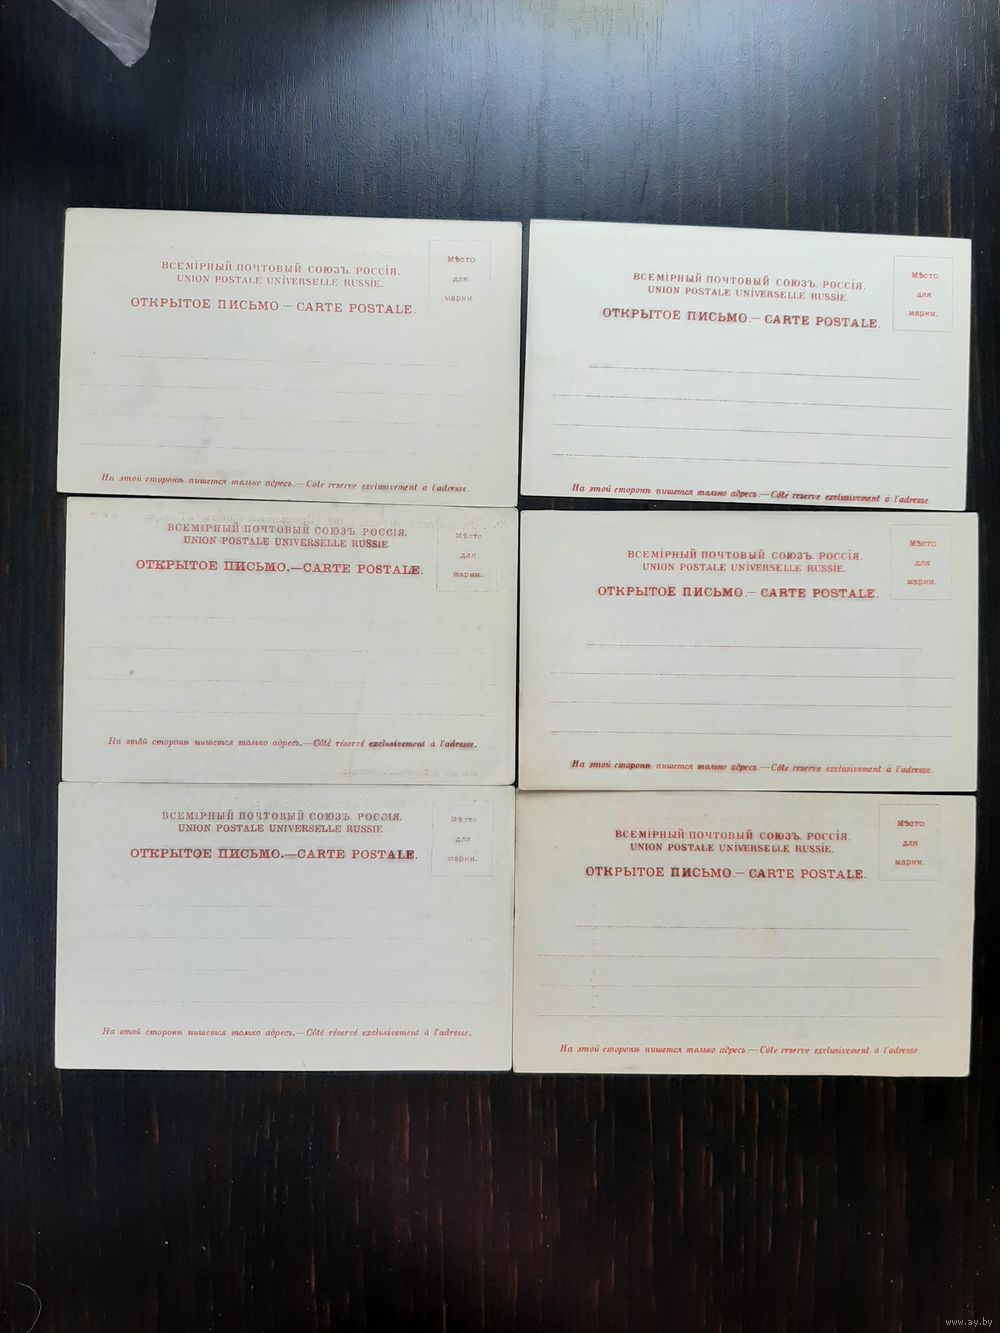 ВСЕМІРНЫЙ ПОЧТОВЫЙ СОЮЗЪ. РОССІЯ.
UNION POSTALE UNIVERSELLE RUSSIE.
ОТКРЫТОЕ ПИСЬМО.— CARTE POSTALE.
Мѣсто
для
марки.
На этой сторонѣ пишется только адресъ.— Côté reserve exclusivement à l'adresse.
ВСЕМІРНЫЙ ПОЧТОВЫЙ СОЮЗЪ. РОССІЯ.
UNION POSTALE UNIVERSELLE RUSSIE.
ОТКРЫТОЕ ПИСЬМО.— CARTE POSTALE.
Мѣсто
для
марки.
На этой сторонѣ пишется только адресъ.— Côté reserve exclusivement à l'adresse.
ВСЕМІРНЫЙ ПОЧТОВЫЙ СОЮЗЪ. РОССІЯ.
UNION POSTALE UNIVERSELLE RUSSIE.
ОТКРЫТОЕ ПИСЬМО.—CARTE POSTALE.
Мѣсто
для
марки.
На этой сторонѣ пишется только адресъ.— Côté réservé exclusivement à l'adresse.
ВСЕМІРНЫЙ ПОЧТОВЫЙ СОЮЗЪ. РОССІЯ.
UNION POSTALE UNIVERSELLE RUSSIE.
ОТКРЫТОЕ ПИСЬМО.— CARTE POSTALE.
Мѣсто
для
марки.
На этой сторонѣ пишется только адресъ.— Côté reserve exclusivement à l'adresse.
ВСЕМІРНЫЙ ПОЧТОВЫЙ СОЮЗЪ. РОССІЯ.
UNION POSTALE UNIVERSELLE RUSSIE.
ОТКРЫТОЕ ПИСЬМО.—CARTE POSTALE.
Мѣсто
для
марки.
На этой сторонѣ пишется только адресъ.— Côté réservé exclusivement à l'adresse.
ВСЕМІРНЫЙ ПОЧТОВЫЙ СОЮЗЪ. РОССІЯ.
UNION POSTALE UNIVERSELLE RUSSIE.
ОТКРЫТОЕ ПИСЬМО.— CARTE POSTALE.
Мѣсто
для
марки.
На этой сторонѣ пишется только адресъ.— Côté reserve exclusivement à l'adresse.
www.ay.by